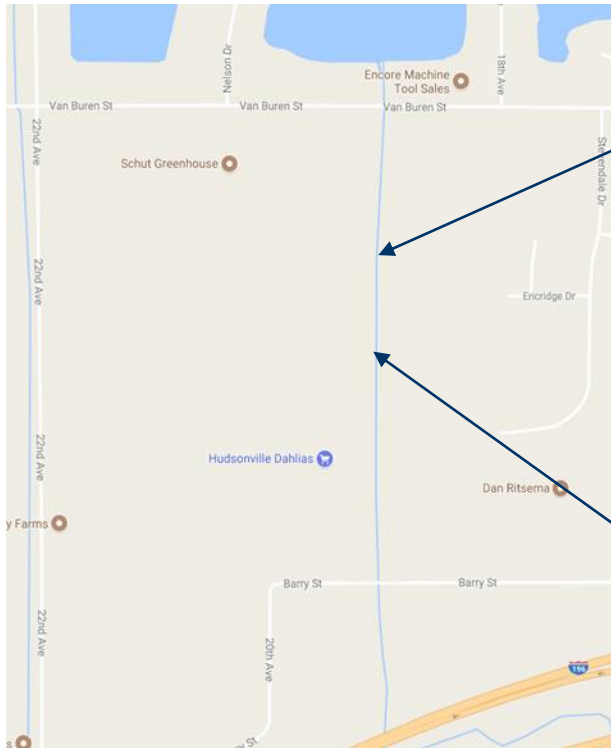 Nelson Dr
18th Ave
Encore Machine
Tool Sales
Van Buren St
Van Buren St
Van Buren St
22nd Ave
Schut Greenhouse
Stevendale Dr
22nd Ave
Ericridge Dr
22nd Ave
Hudsonville Dahlias
Dan Ritsema
y Farms
Barry St
Barry St
22nd Ave
20th Ave
196
St
s